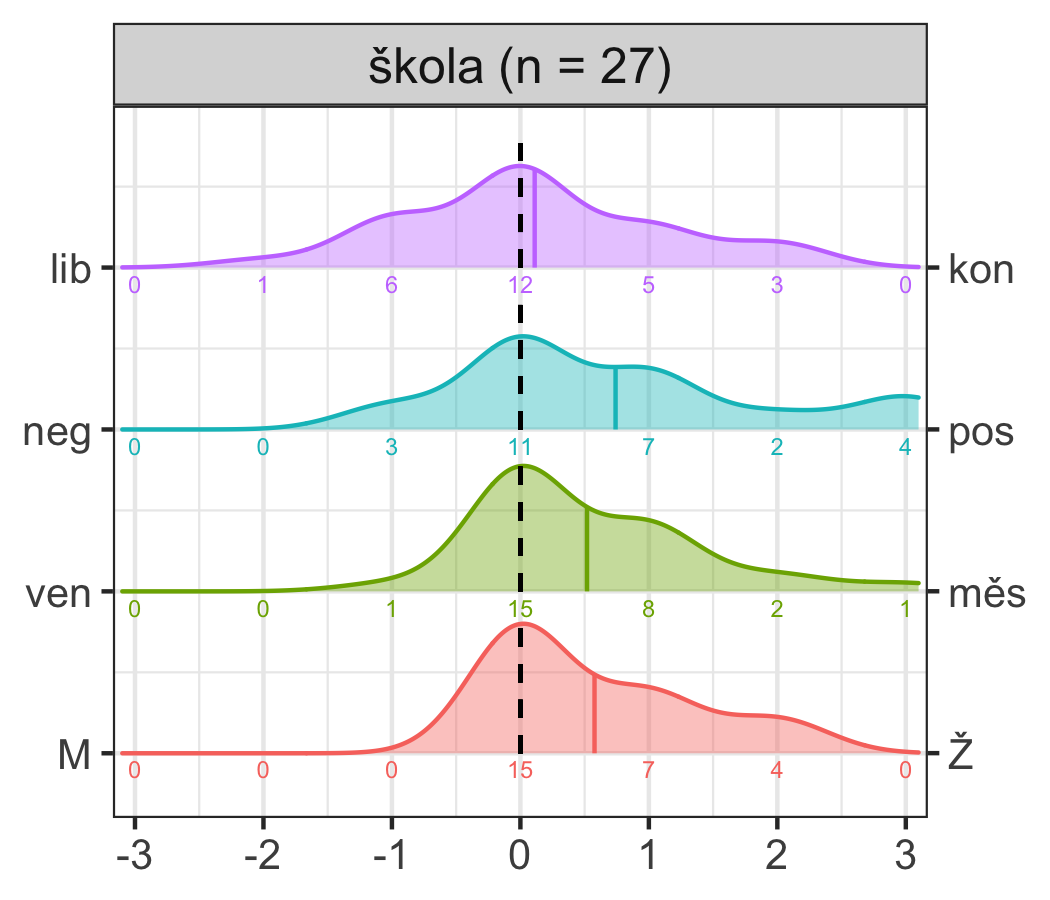 škola (n = 27)
lib kon
0 1 6 12 5 3 0
neg pos
0 0 3 11 7 2 4
ven měs
0 0 1 15 8 2 1
M Ž
0 0 0 15 7 4 0
-3 -2 -1 0 1 2 3